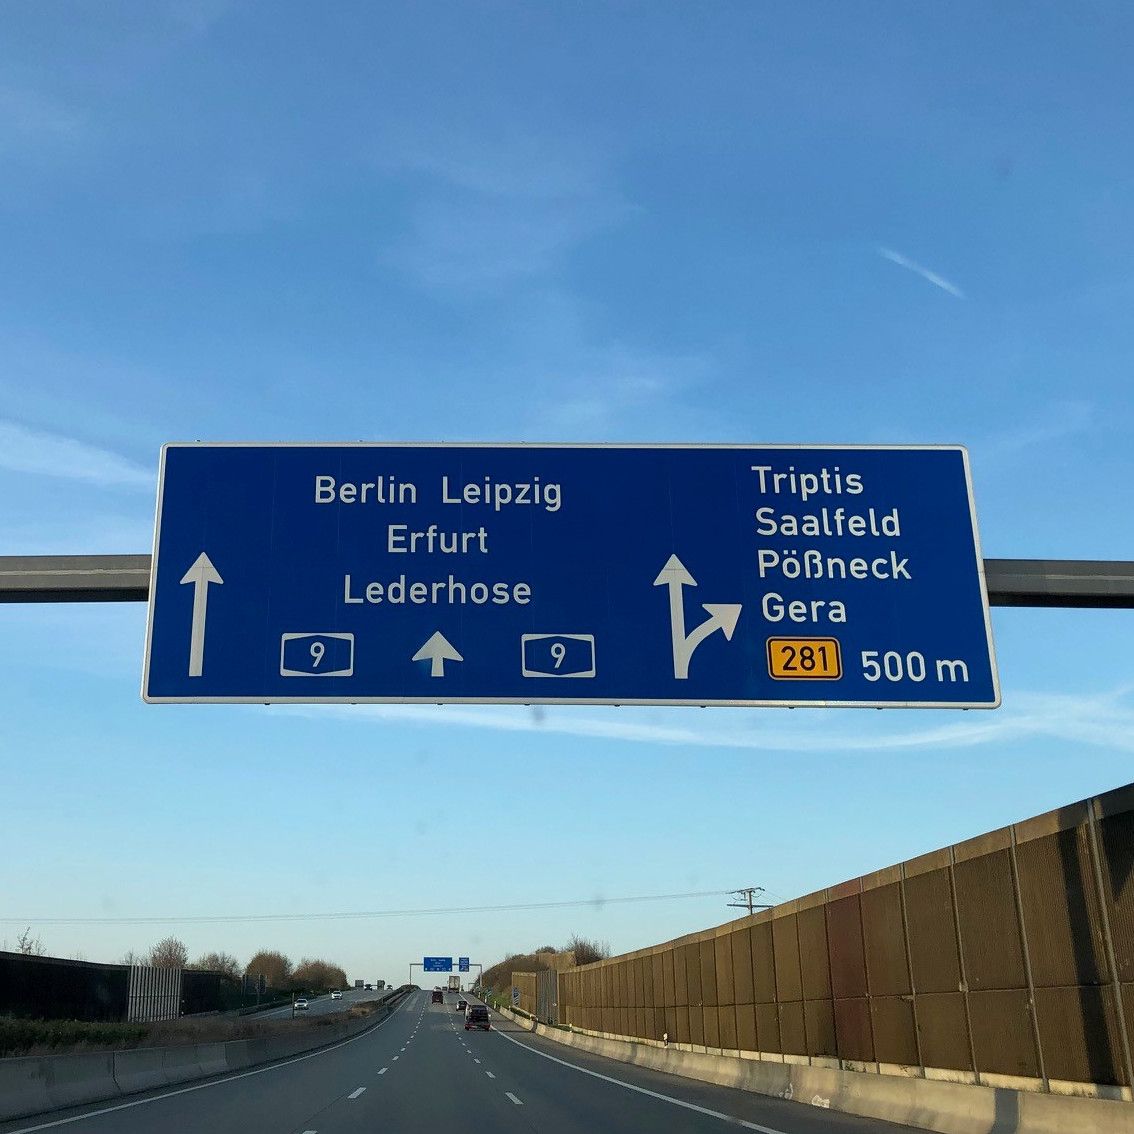 Berlin Leipzig
Erfurt
Lederhose
9
9
Triptis
Saalfeld
Pößneck
Gera
281 500 m